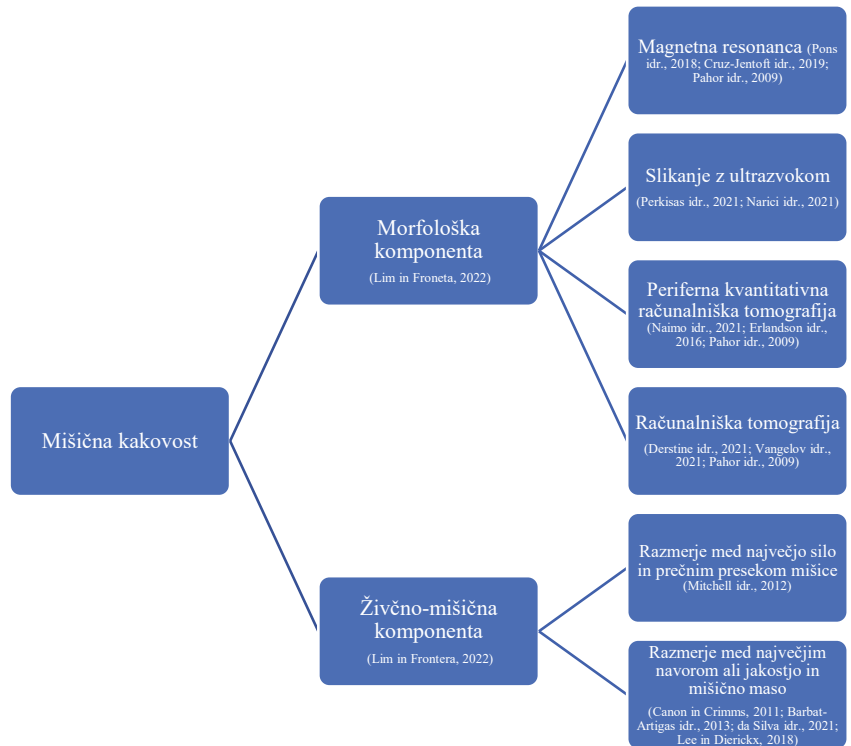 Mišična kakovost
Morfološka
komponenta
(Lim in Froneta, 2022)
Magnetna resonanca (Pons
idr., 2018; Cruz-Jentoft idr., 2019;
Pahor idr., 2009)
Slikanje z ultrazvokom
(Perkisas idr., 2021; Narici idr., 2021)
Periferna kvantitativna
računalniška tomografija
(Naimo idr., 2021; Erlandson idr.,
2016; Pahor idr., 2009)
Računalniška tomografija
(Derstine idr., 2021; Vangelov idr.,
2021; Pahor idr., 2009)
Živčno-mišična
komponenta
(Lim in Frontera, 2022)
Razmerje med največjo silo
in prečnim presekom mišice
(Mitchell idr., 2012)
Razmerje med največjim
navorom ali jakostjo in
mišično maso
(Canon in Crimms, 2011; Barbat-
Artigas idr., 2013; da Silva idr., 2021;
Lee in Dierickx, 2018)